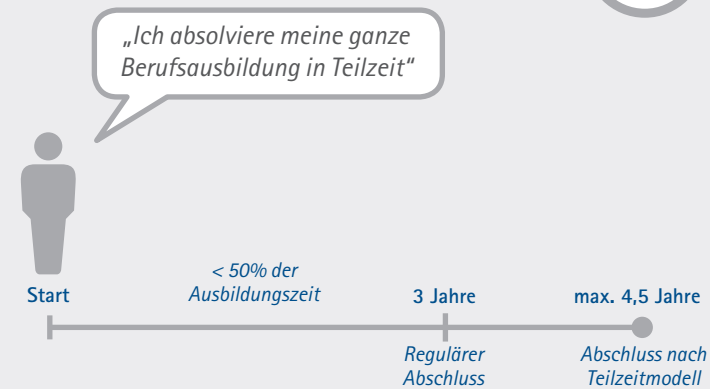 „Ich absolviere meine ganze
Berufsausbildung in Teilzeit“
< 50% der
Ausbildungszeit
Start
3 Jahre
max. 4,5 Jahre
Regulärer
Abschluss
Abschluss nach
Teilzeitmodell